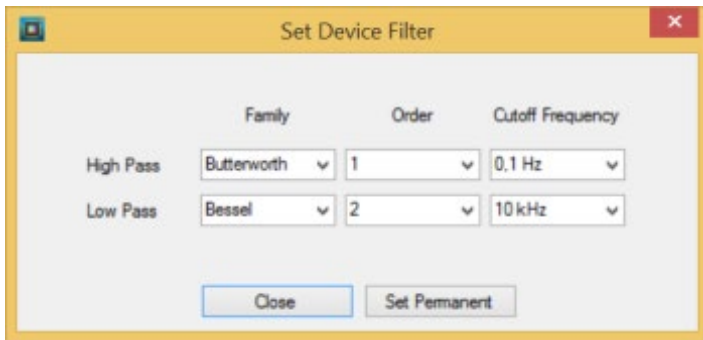 Set Device Filter
Family Order Cutoff Frequency
High Pass Butterworth 1 0,1 Hz
Low Pass Bessel 2 10 kHz
Close Set Permanent